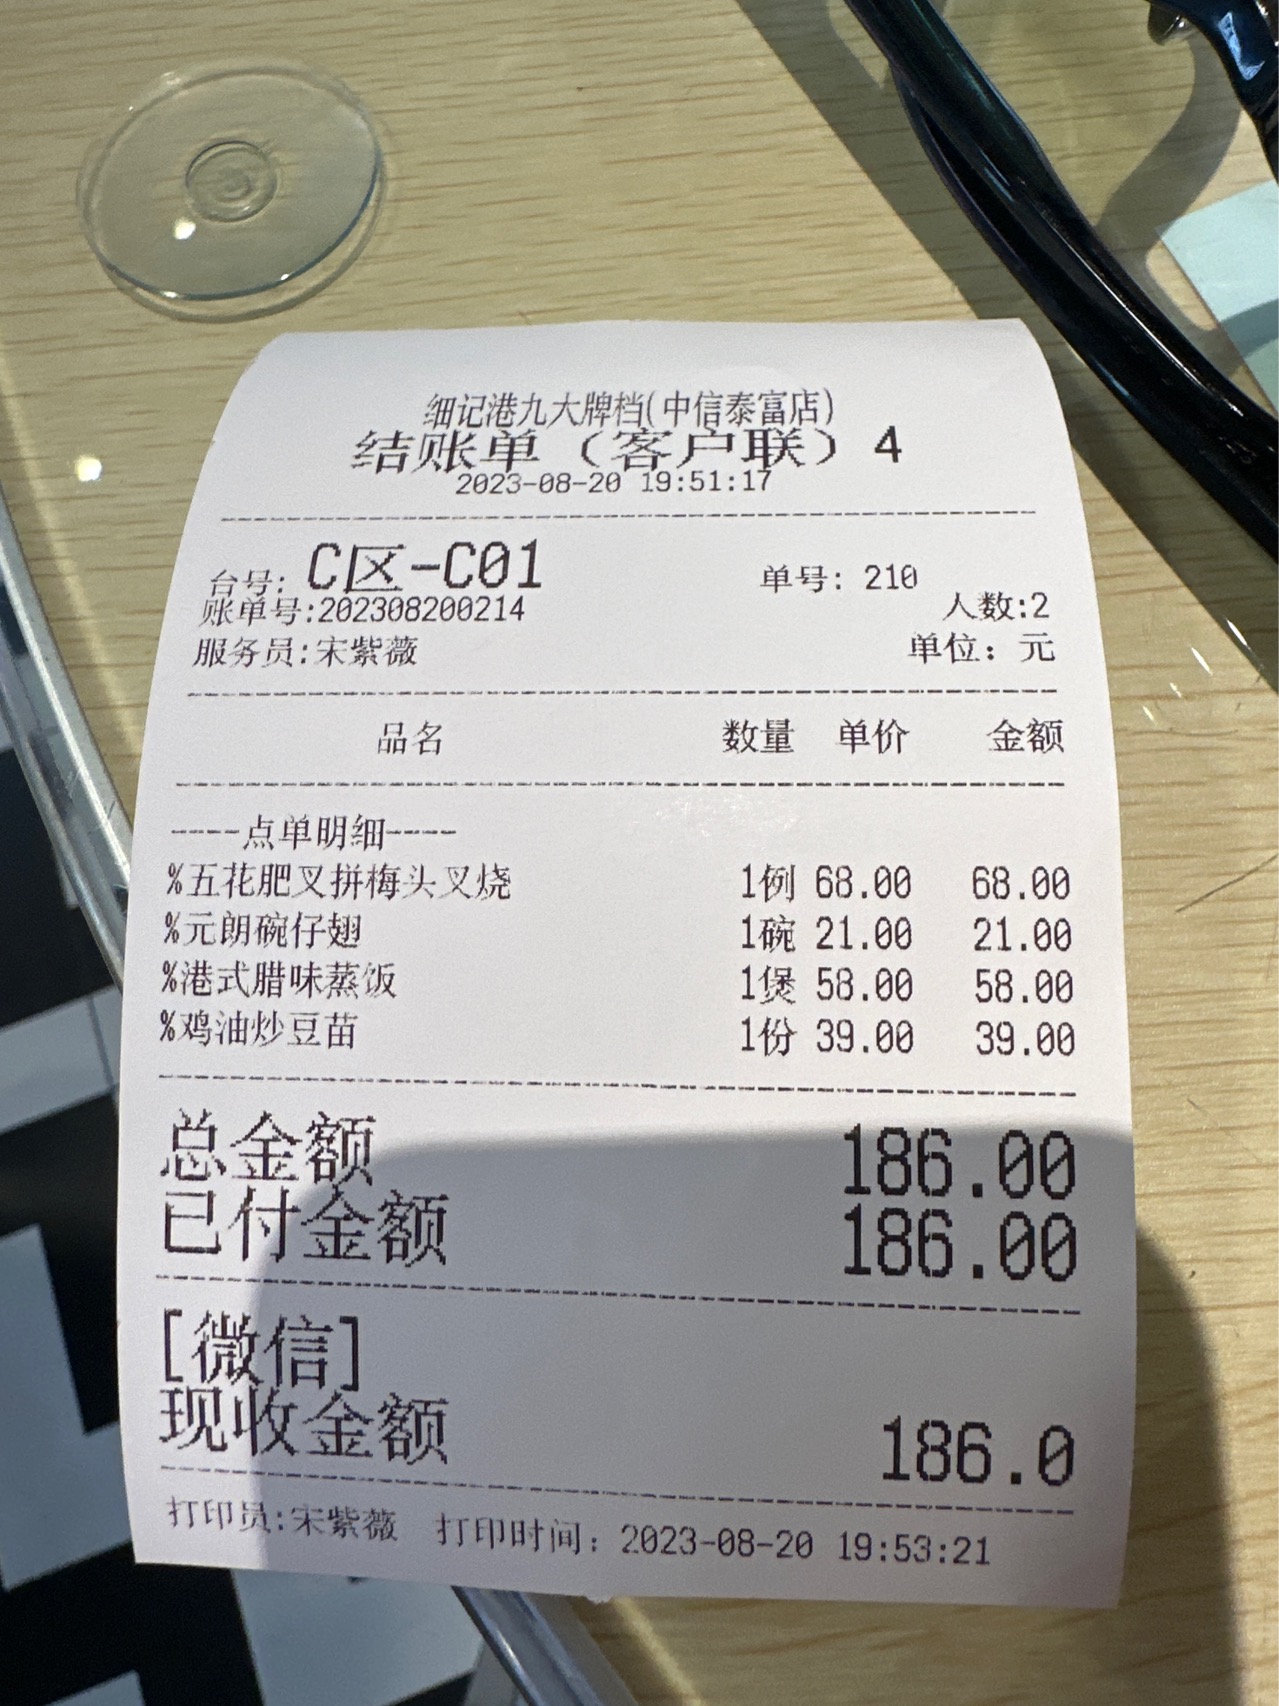 细记港九大牌档(中信泰富店)
结账单（客户联）4
2023-08-20 19:51:17
台号: C区-C01 单号: 210
账单号:202308200214 人数:2
服务员:宋紫薇 单位: 元
品名 数量 单价 金额
----点单明细----
%五花肥叉拼梅头叉烧 1例 68.00 68.00
%元朗碗仔翅 1碗 21.00 21.00
%港式腊味蒸饭 1煲 58.00 58.00
%鸡油炒豆苗 1份 39.00 39.00
总金额 186.00
已付金额 186.00
[微信]
现收金额 186.0
打印员:宋紫薇 打印时间: 2023-08-20 19:53:21